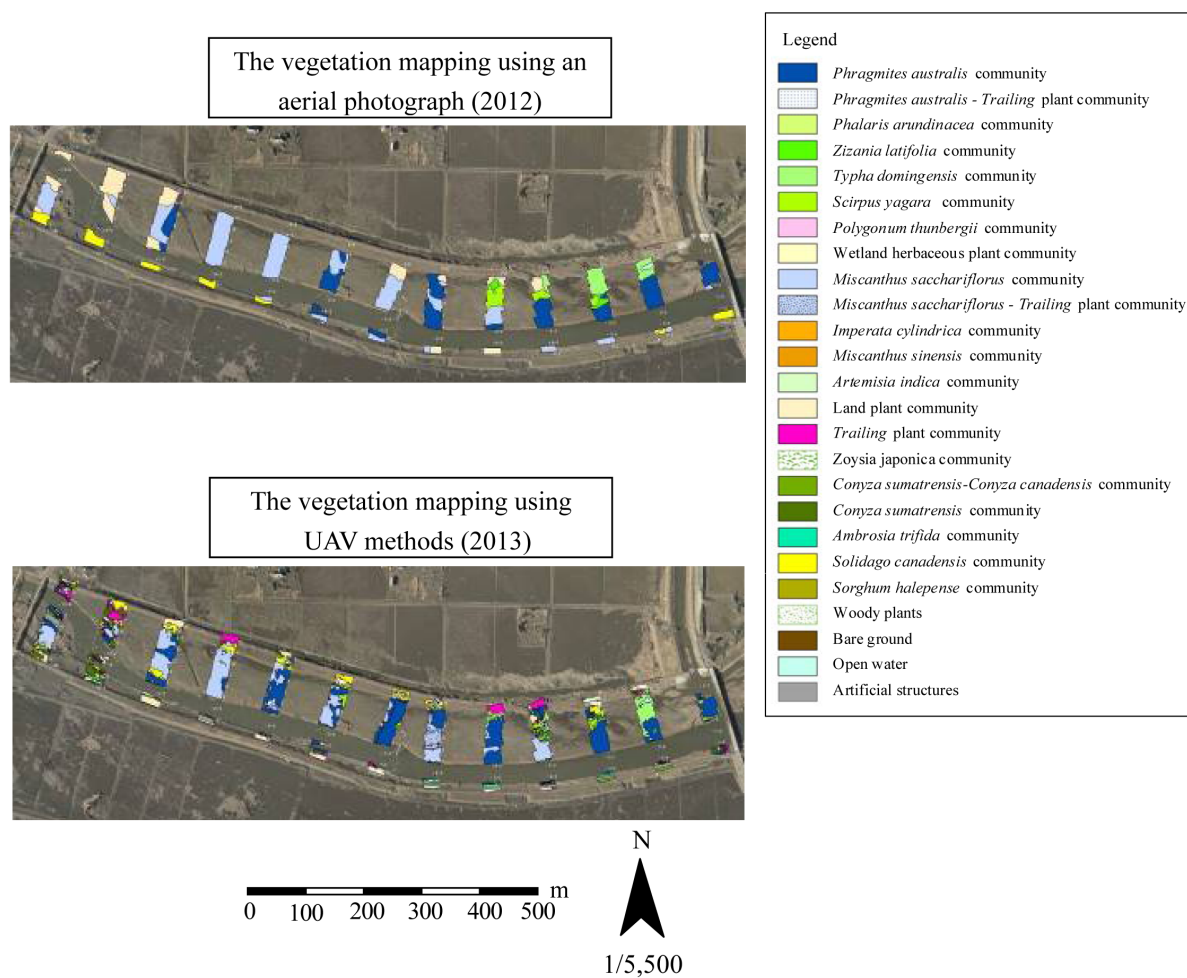 The vegetation mapping using an
aerial photograph (2012)
The vegetation mapping using
UAV methods (2013)
0 100 200 300 400 500 m
N
1/5,500
Legend
Phragmites australis community
Phragmites australis - Trailing plant community
Phalaris arundinacea community
Zizania latifolia community
Typha domingensis community
Scirpus yagara community
Polygonum thunbergii community
Wetland herbaceous plant community
Miscanthus sacchariflorus community
Miscanthus sacchariflorus - Trailing plant community
Imperata cylindrica community
Miscanthus sinensis community
Artemisia indica community
Land plant community
Trailing plant community
Zoysia japonica community
Conyza sumatrensis-Conyza canadensis community
Conyza sumatrensis community
Ambrosia trifida community
Solidago canadensis community
Sorghum halepense community
Woody plants
Bare ground
Open water
Artificial structures